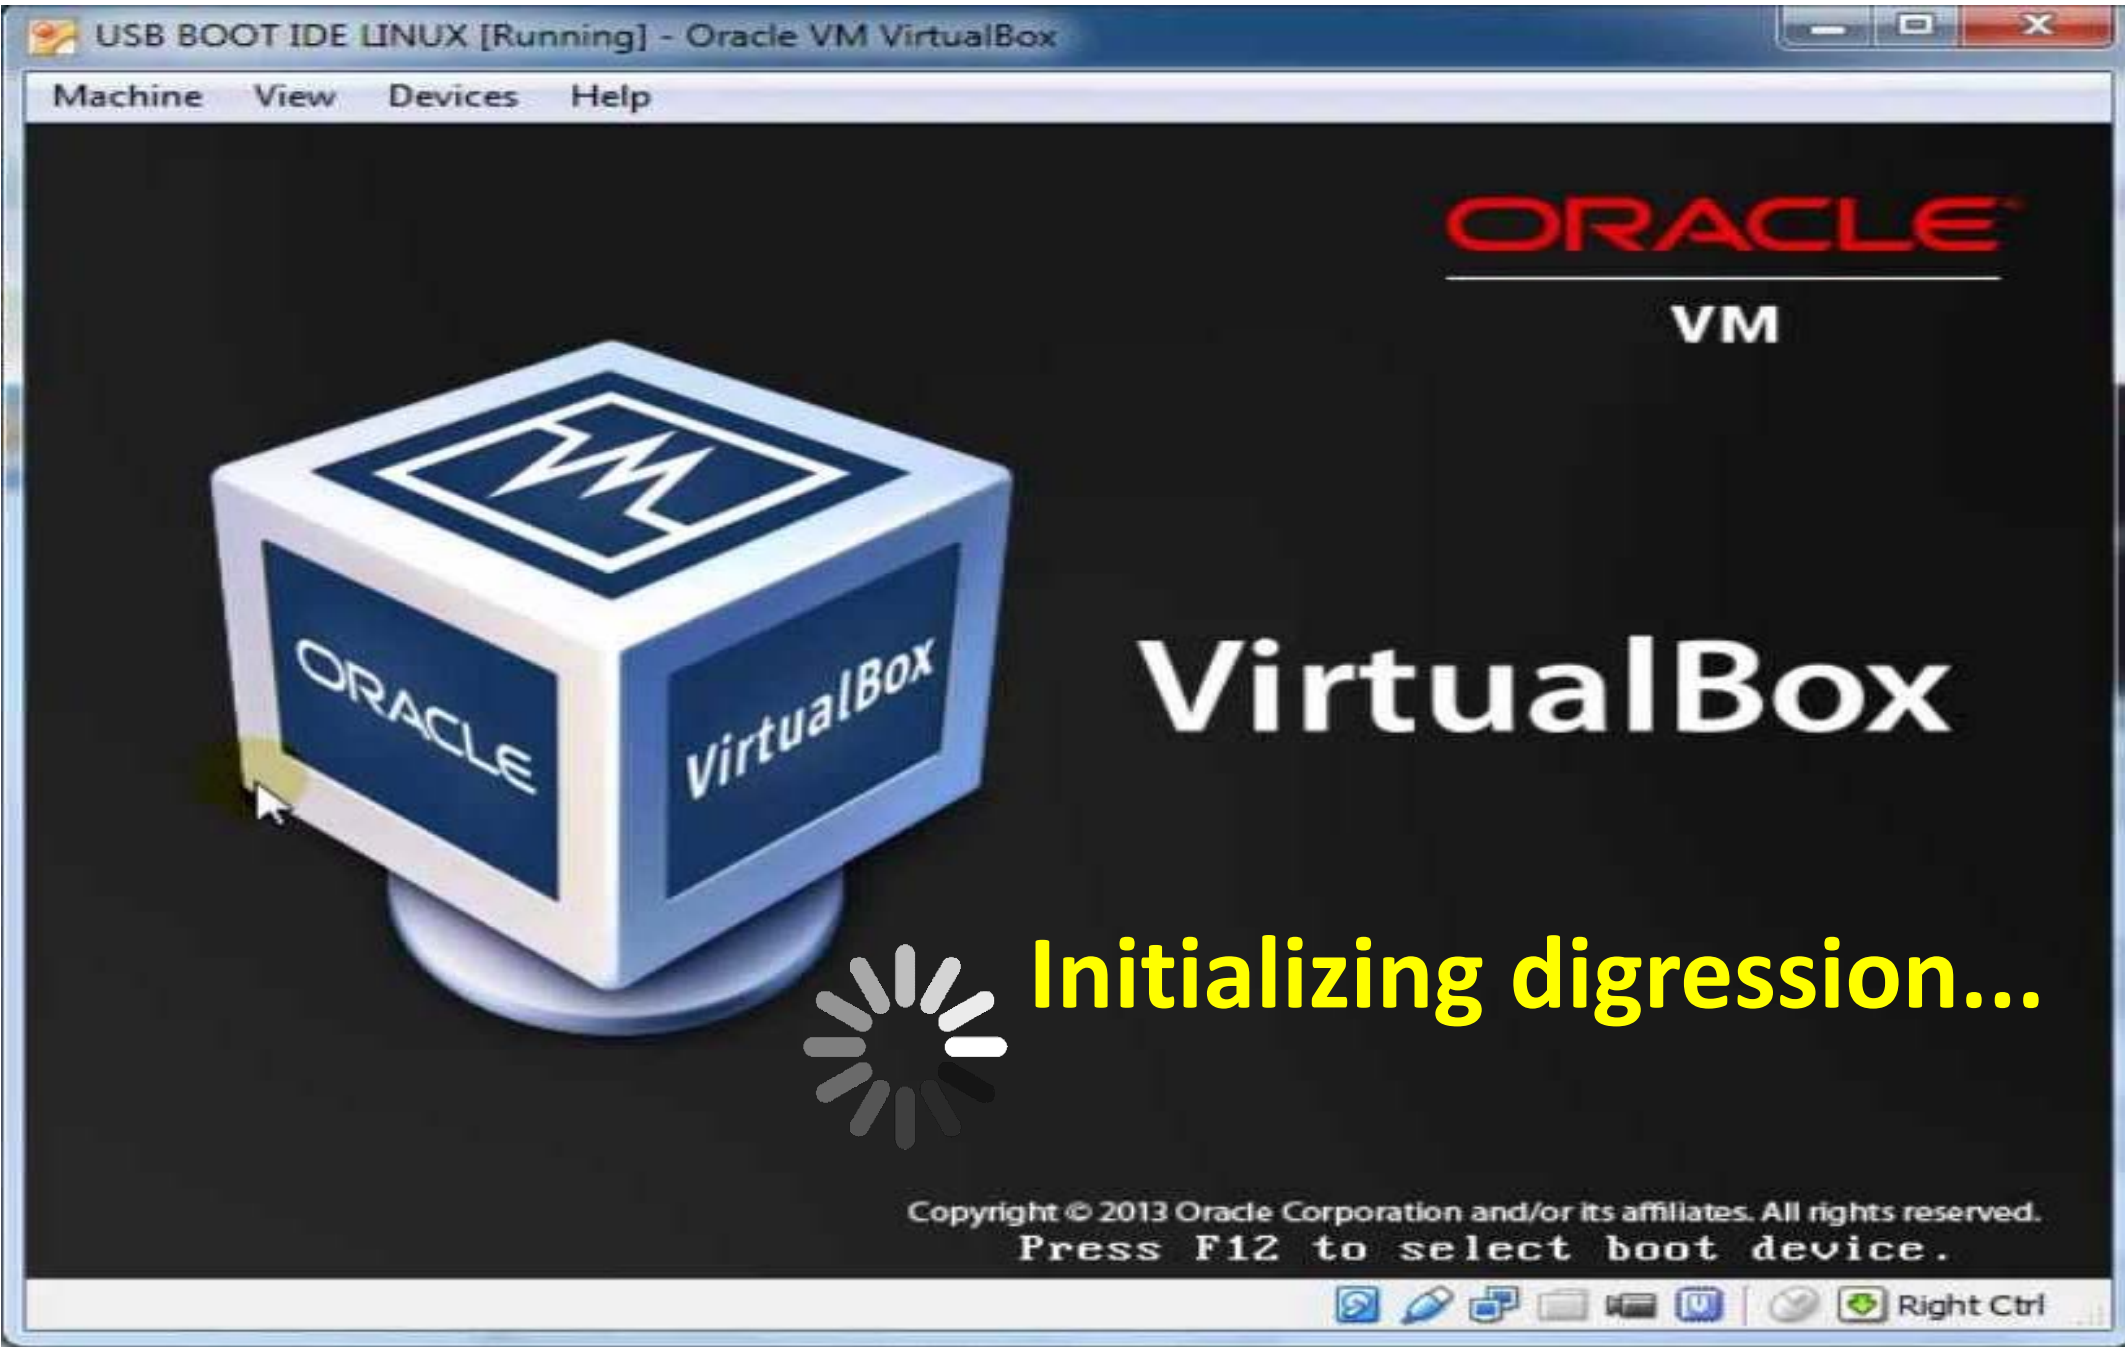 USB BOOT IDE LINUX [Running] - Oracle VM VirtualBox
Machine View Devices Help
ORACLE
VM
VM
ORACLE
VirtualBox
VirtualBox
Initializing digression...
Copyright © 2013 Oracle Corporation and/or its affiliates. All rights reserved.
Press F12 to select boot device.
Right Ctrl